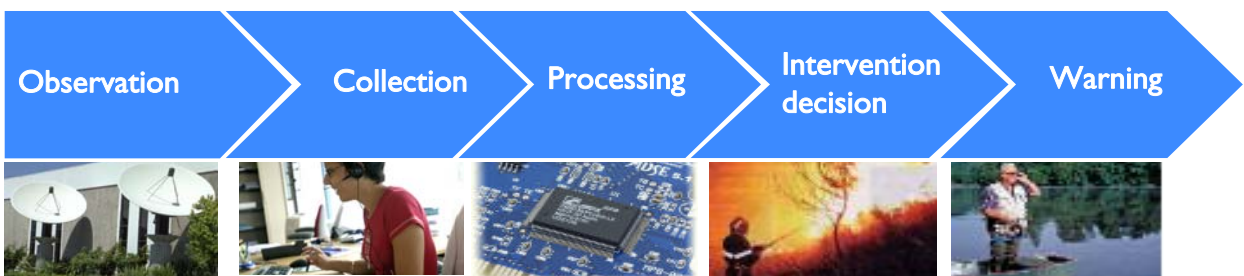 Observation
Collection
Processing
Intervention
decision
Warning